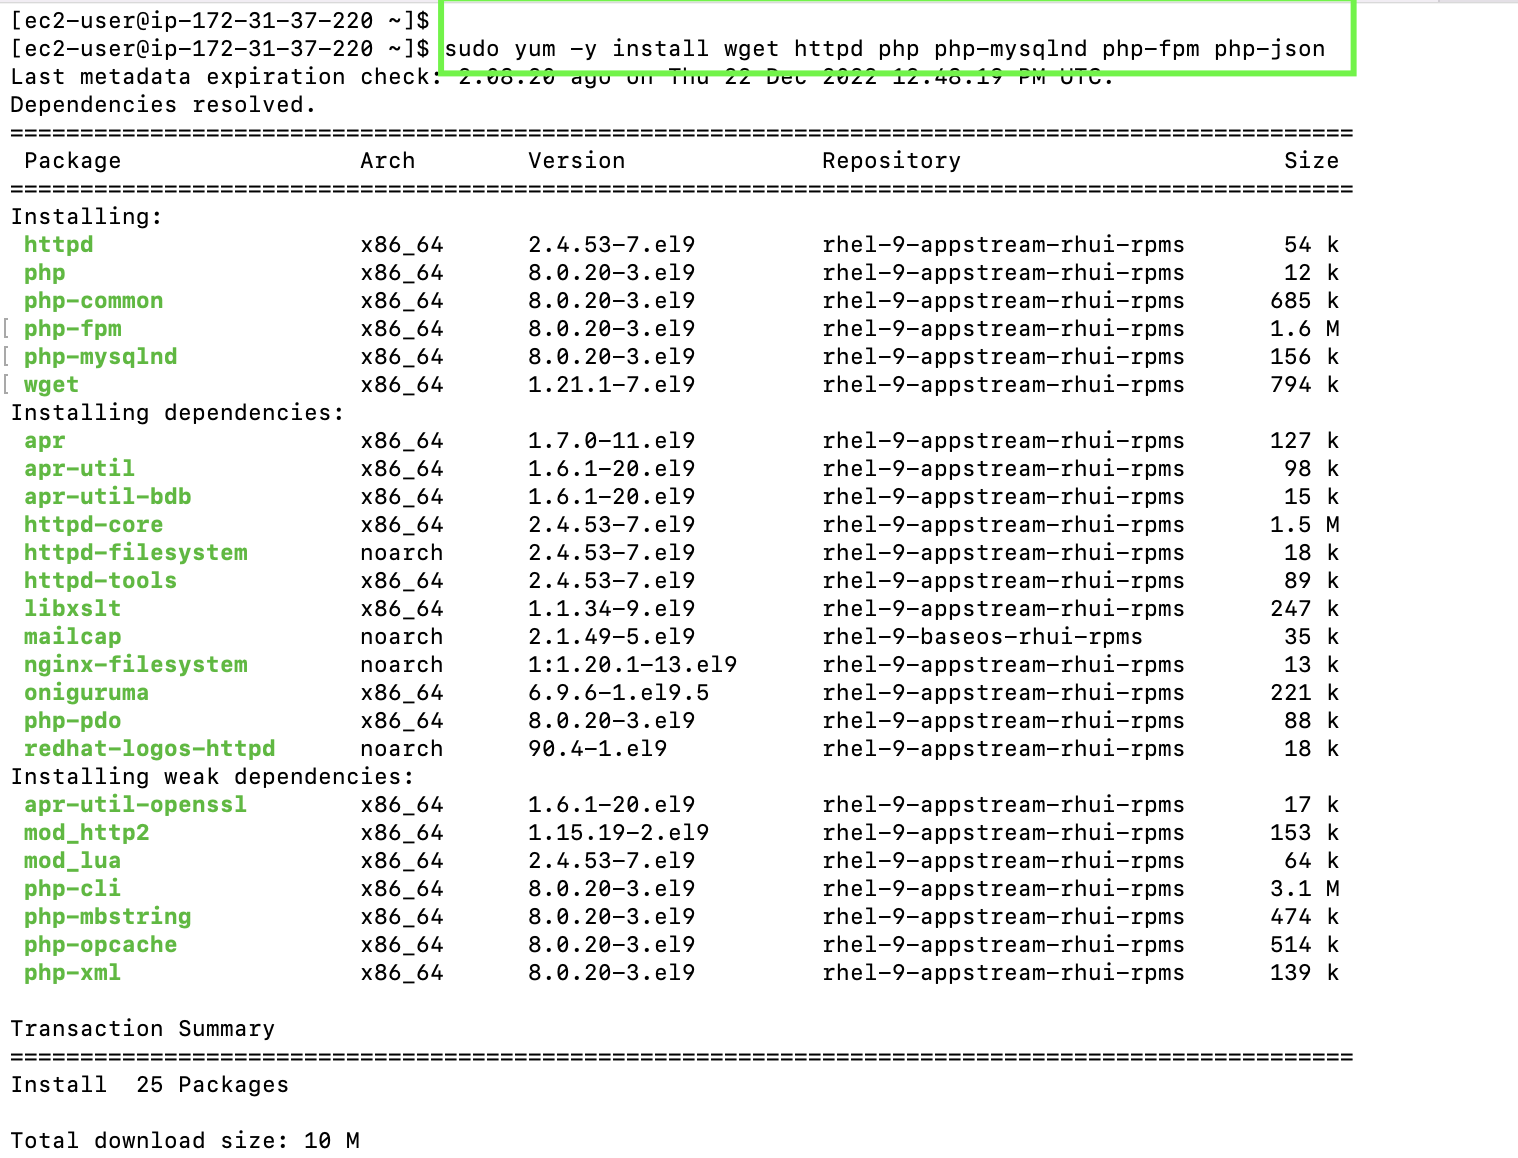 [ec2-user@ip-172-31-37-220 ~]$
[ec2-user@ip-172-31-37-220 ~]$ sudo yum -y install wget httpd php php-mysqlnd php-fpm php-json
Last metadata expiration check: 2:08:20 ago on Thu 22 Dec 2022 12:48:19 PM UTC.
Dependencies resolved.
================================================================================================
 Package                 Arch        Version              Repository                       Size
================================================================================================
Installing:
 httpd                   x86_64      2.4.53-7.el9         rhel-9-appstream-rhui-rpms       54 k
 php                     x86_64      8.0.20-3.el9         rhel-9-appstream-rhui-rpms       12 k
 php-common              x86_64      8.0.20-3.el9         rhel-9-appstream-rhui-rpms      685 k
[ php-fpm                 x86_64      8.0.20-3.el9         rhel-9-appstream-rhui-rpms      1.6 M
[ php-mysqlnd             x86_64      8.0.20-3.el9         rhel-9-appstream-rhui-rpms      156 k
[ wget                    x86_64      1.21.1-7.el9         rhel-9-appstream-rhui-rpms      794 k
Installing dependencies:
 apr                     x86_64      1.7.0-11.el9         rhel-9-appstream-rhui-rpms      127 k
 apr-util                x86_64      1.6.1-20.el9         rhel-9-appstream-rhui-rpms       98 k
 apr-util-bdb            x86_64      1.6.1-20.el9         rhel-9-appstream-rhui-rpms       15 k
 httpd-core              x86_64      2.4.53-7.el9         rhel-9-appstream-rhui-rpms      1.5 M
 httpd-filesystem        noarch      2.4.53-7.el9         rhel-9-appstream-rhui-rpms       18 k
 httpd-tools             x86_64      2.4.53-7.el9         rhel-9-appstream-rhui-rpms       89 k
 libxslt                 x86_64      1.1.34-9.el9         rhel-9-appstream-rhui-rpms      247 k
 mailcap                 noarch      2.1.49-5.el9         rhel-9-baseos-rhui-rpms          35 k
 nginx-filesystem        noarch      1:1.20.1-13.el9      rhel-9-appstream-rhui-rpms       13 k
 oniguruma               x86_64      6.9.6-1.el9.5        rhel-9-appstream-rhui-rpms      221 k
 php-pdo                 x86_64      8.0.20-3.el9         rhel-9-appstream-rhui-rpms       88 k
 redhat-logos-httpd      noarch      90.4-1.el9           rhel-9-appstream-rhui-rpms       18 k
Installing weak dependencies:
 apr-util-openssl        x86_64      1.6.1-20.el9         rhel-9-appstream-rhui-rpms       17 k
 mod_http2               x86_64      1.15.19-2.el9        rhel-9-appstream-rhui-rpms      153 k
 mod_lua                 x86_64      2.4.53-7.el9         rhel-9-appstream-rhui-rpms       64 k
 php-cli                 x86_64      8.0.20-3.el9         rhel-9-appstream-rhui-rpms      3.1 M
 php-mbstring            x86_64      8.0.20-3.el9         rhel-9-appstream-rhui-rpms      474 k
 php-opcache             x86_64      8.0.20-3.el9         rhel-9-appstream-rhui-rpms      514 k
 php-xml                 x86_64      8.0.20-3.el9         rhel-9-appstream-rhui-rpms      139 k
Transaction Summary
================================================================================================
Install  25 Packages
Total download size: 10 M